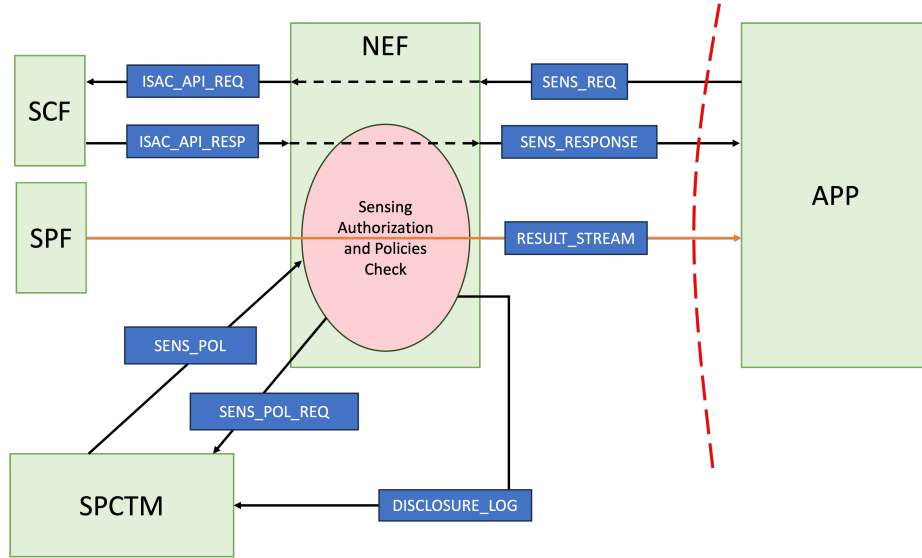 NEF
ISAC_API_REQ
SENS_REQ
SCF
ISAC_API_RESP
SENS_RESPONSE
APP
SPF
Sensing
Authorization
and Policies
Check
RESULT_STREAM
SENS_POL
SENS_POL_REQ
SPCTM
DISCLOSURE_LOG